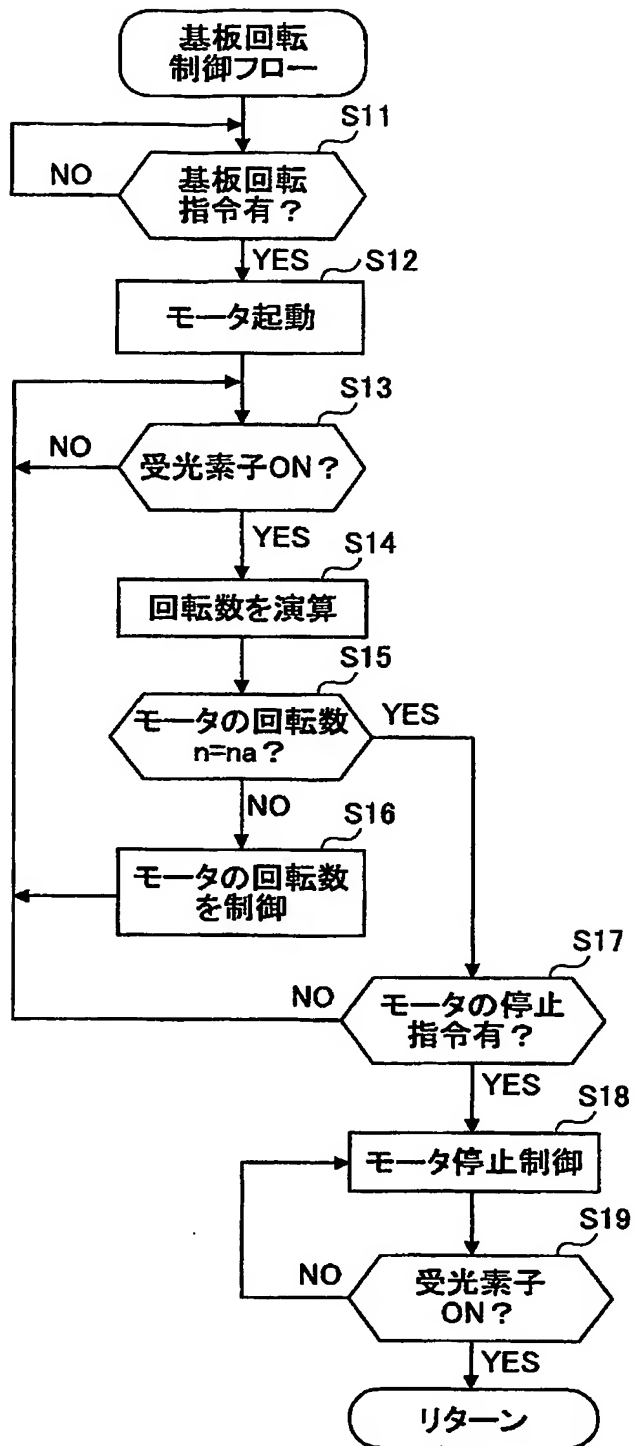 基板回転
制御フロー
S11
NO
基板回転
指令有？
YES
S12
モータ起動
S13
NO
受光素子ON？
YES
S14
回転数を演算
S15
モータの回転数
n=na？
YES
NO
S16
モータの回転数
を制御
S17
NO
モータの停止
指令有？
YES
S18
モータ停止制御
S19
NO
受光素子
ON？
YES
リターン